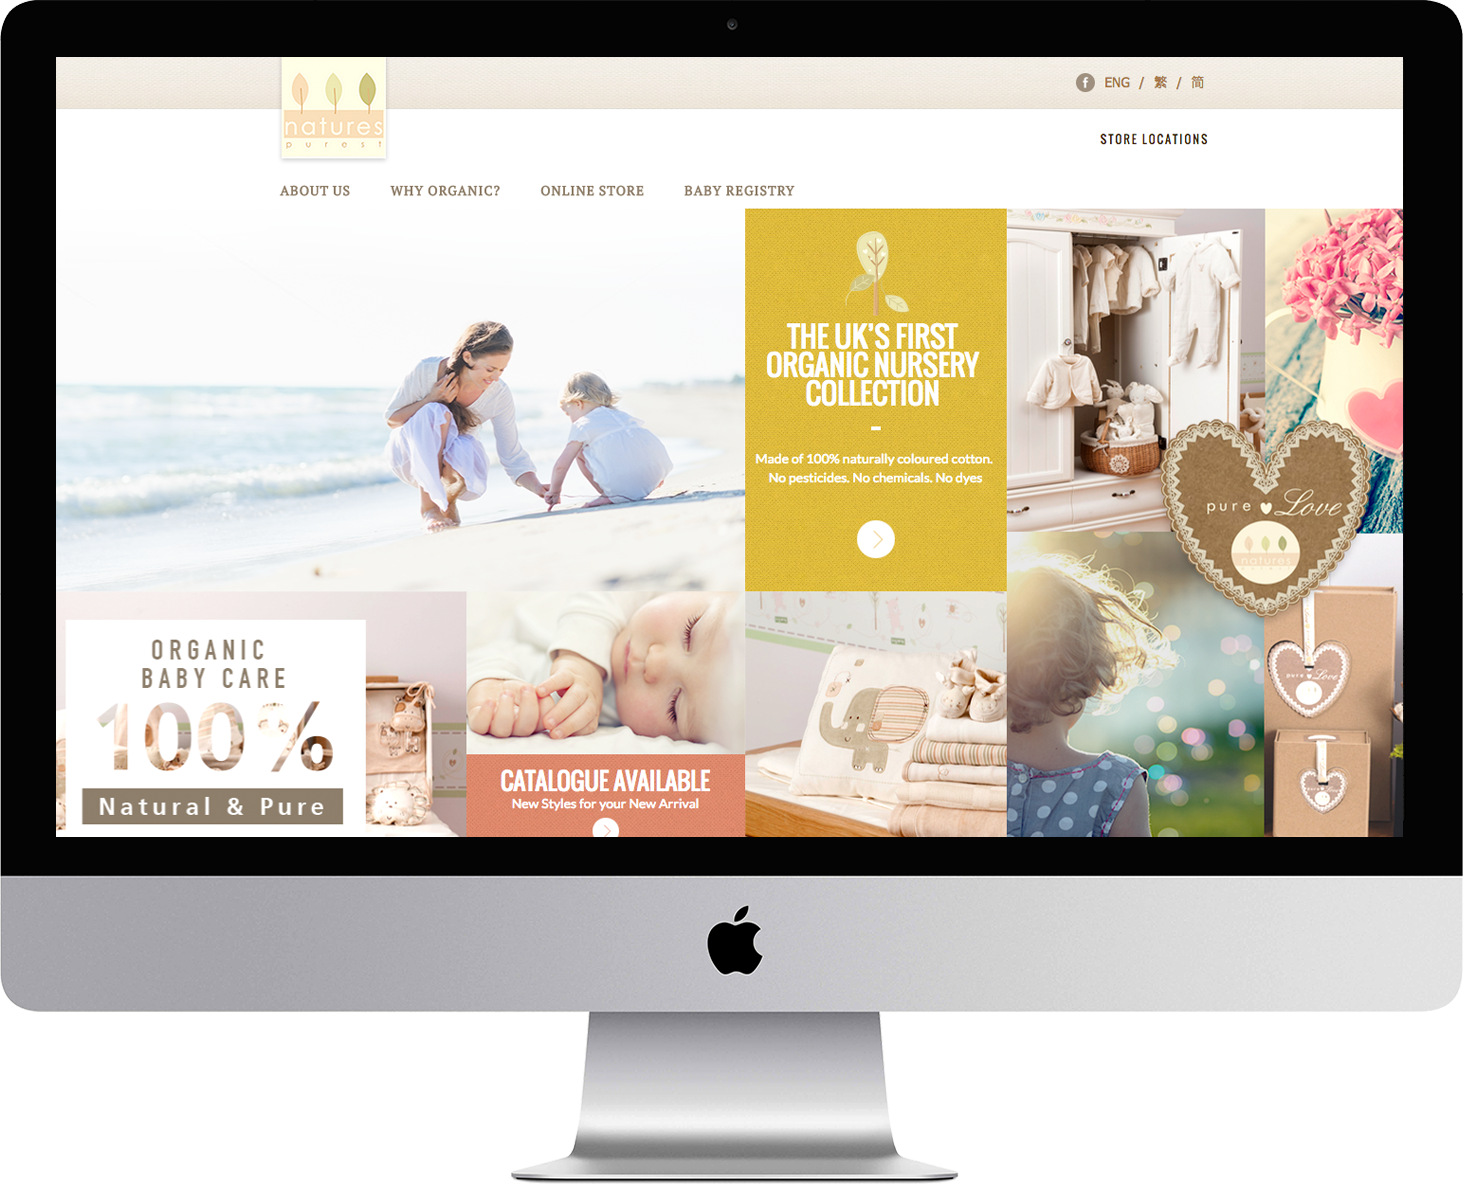 natures
purest
f ENG / 繁 / 简
STORE LOCATIONS
ABOUT US WHY ORGANIC? ONLINE STORE BABY REGISTRY
THE UK'S FIRST
ORGANIC NURSERY
COLLECTION
-
Made of 100% naturally coloured cotton.
No pesticides. No chemicals. No dyes
pure Love
natures
ORGANIC
BABY CARE
100%
Natural & Pure
CATALOGUE AVAILABLE
New Styles for your New Arrival
pure Love